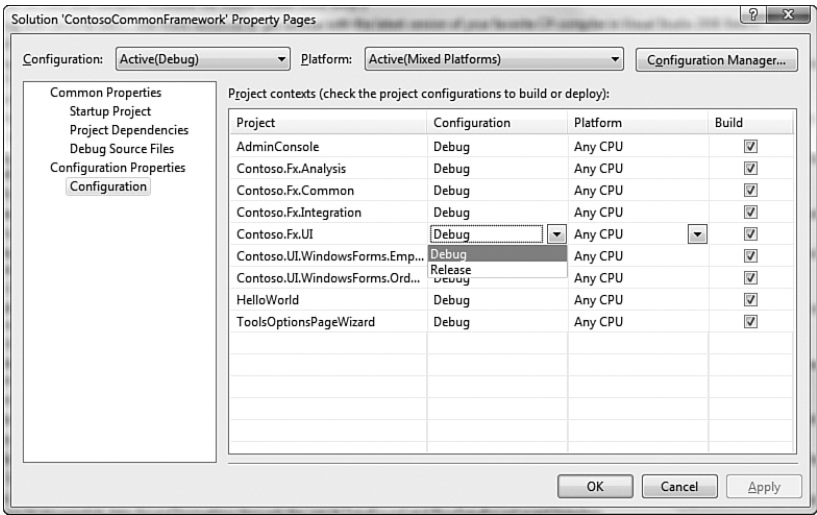 Solution 'ContosoCommonFramework' Property Pages
Configuration: Active(Debug) Platform: Active(Mixed Platforms) Configuration Manager...
Common Properties
Startup Project
Project Dependencies
Debug Source Files
Configuration Properties
Configuration
Project contexts (check the project configurations to build or deploy):
Project Configuration Platform Build
AdminConsole Debug Any CPU
Contoso.Fx.Analysis Debug Any CPU
Contoso.Fx.Common Debug Any CPU
Contoso.Fx.Integration Debug Any CPU
Contoso.Fx.UI Debug Any CPU
Contoso.UI.WindowsForms.Emp... Debug Any CPU
Release
Contoso.UI.WindowsForms.Ord... Debug Any CPU
HelloWorld Debug Any CPU
ToolsOptionsPageWizard Debug Any CPU
OK Cancel Apply